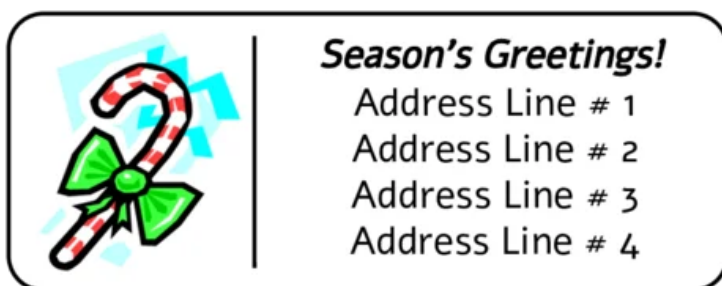 Season's Greetings!
Address Line # 1
Address Line # 2
Address Line # 3
Address Line # 4